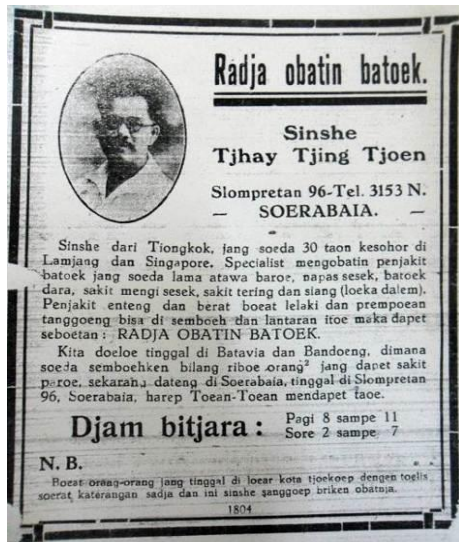 Radja obatin batoek.
Sinshe
Tjhay Tjing Tjoen
Slompretan 96-Tel. 3153 N.
— SOERABAIA. —
Sinshe dari Tiongkok, jang soeda 30 taon kesohor di
Lamjang dan Singapore. Specialist mengobatin penjakit
batoek jang soeda lama atawa baroe, napas sesek, batoek
dara, sakit mengi sesek, sakit tering dan siang (loeka dalem).
Penjakit enteng dan berat boeat lelaki dan prempoean
tanggoeng bisa di semboeh dan lantaran itoe maka dapet
seboetan: RADJA OBATIN BATOEK.
Kita doeloe tinggal di Batavia dan Bandoeng, dimana
soeda semboehken bilang riboe orang² jang dapet sakit
paroe, sekarang dateng di Soerabaia, tinggal di Slompretan
96, Soerabaia, harep Toean-Toean mendapet taoe.
Djam bitjara: Pagi 8 sampe 11
Sore 2 sampe 7
N. B.
Boeat orang-orang jang tinggal di loear kota tjoekoep dengen toelis
soerat katerangan sadja dan ini sinshe sanggoep briken obatnja.
1804